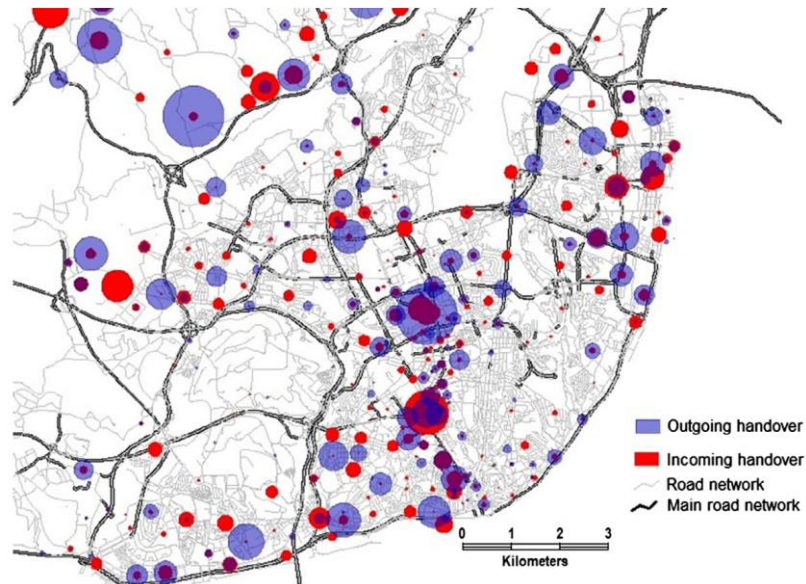 Outgoing handover
Incoming handover
Road network
Main road network
0 1 2 3
Kilometers